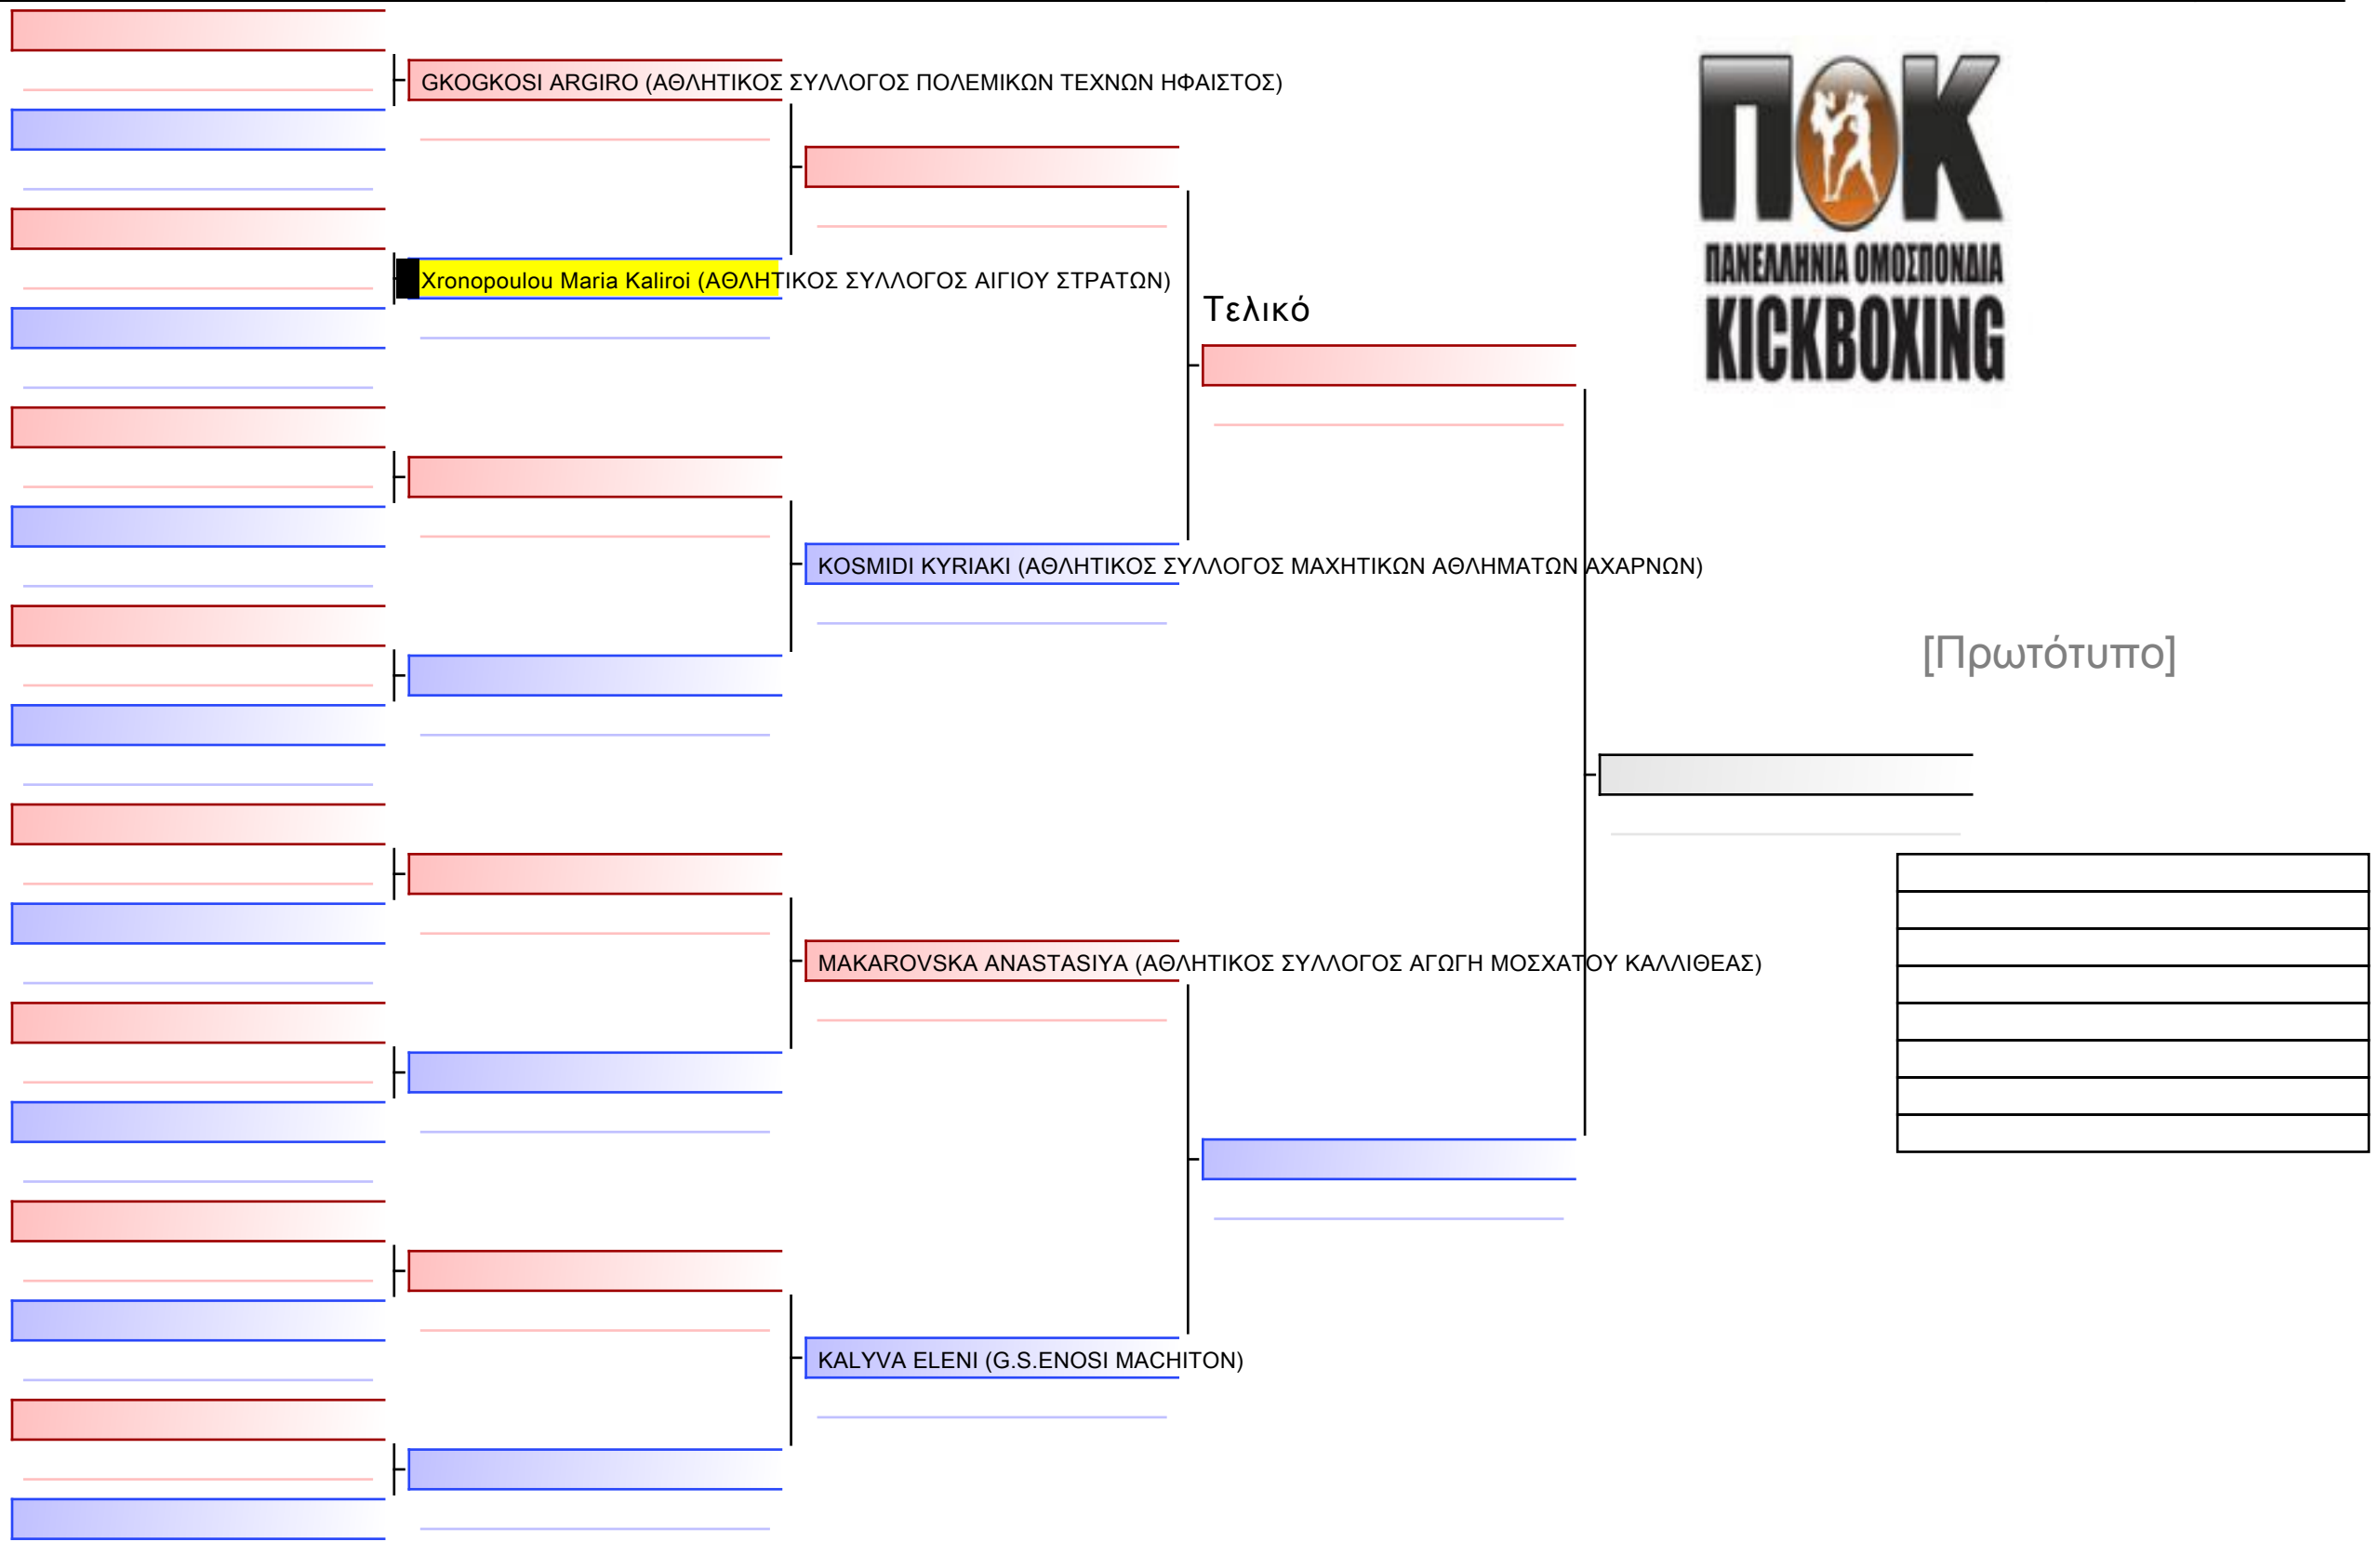 GKOGKOSI ARGIRO (ΑΘΛΗΤΙΚΟΣ ΣΥΛΛΟΓΟΣ ΠΟΛΕΜΙΚΩΝ ΤΕΧΝΩΝ ΗΦΑΙΣΤΟΣ)
Xronopoulou Maria Kaliroi (ΑΘΛΗΤΙΚΟΣ ΣΥΛΛΟΓΟΣ ΑΙΓΙΟΥ ΣΤΡΑΤΩΝ)
ΠΟΚ
ΠΑΝΕΛΛΗΝΙΑ ΟΜΟΣΠΟΝΔΙΑ
KICKBOXING
Τελικό
KOSMIDI KYRIAKI (ΑΘΛΗΤΙΚΟΣ ΣΥΛΛΟΓΟΣ ΜΑΧΗΤΙΚΩΝ ΑΘΛΗΜΑΤΩΝ ΑΧΑΡΝΩΝ)
[Πρωτότυπο]
MAKAROVSKA ANASTASIYA (ΑΘΛΗΤΙΚΟΣ ΣΥΛΛΟΓΟΣ ΑΓΩΓΗ ΜΟΣΧΑΤΟΥ ΚΑΛΛΙΘΕΑΣ)
KALYVA ELENI (G.S.ENOSI MACHITON)